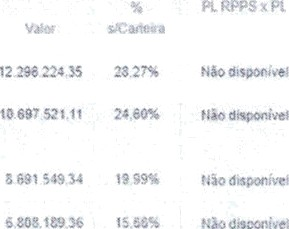 % PL RPPS x PL
Valor s/Carteira
12.296.224,35 28,27% Não disponível
10.697.521,11 24,60% Não disponível
8.691.549,34 19,99% Não disponível
6.808.189,36 15,66% Não disponível